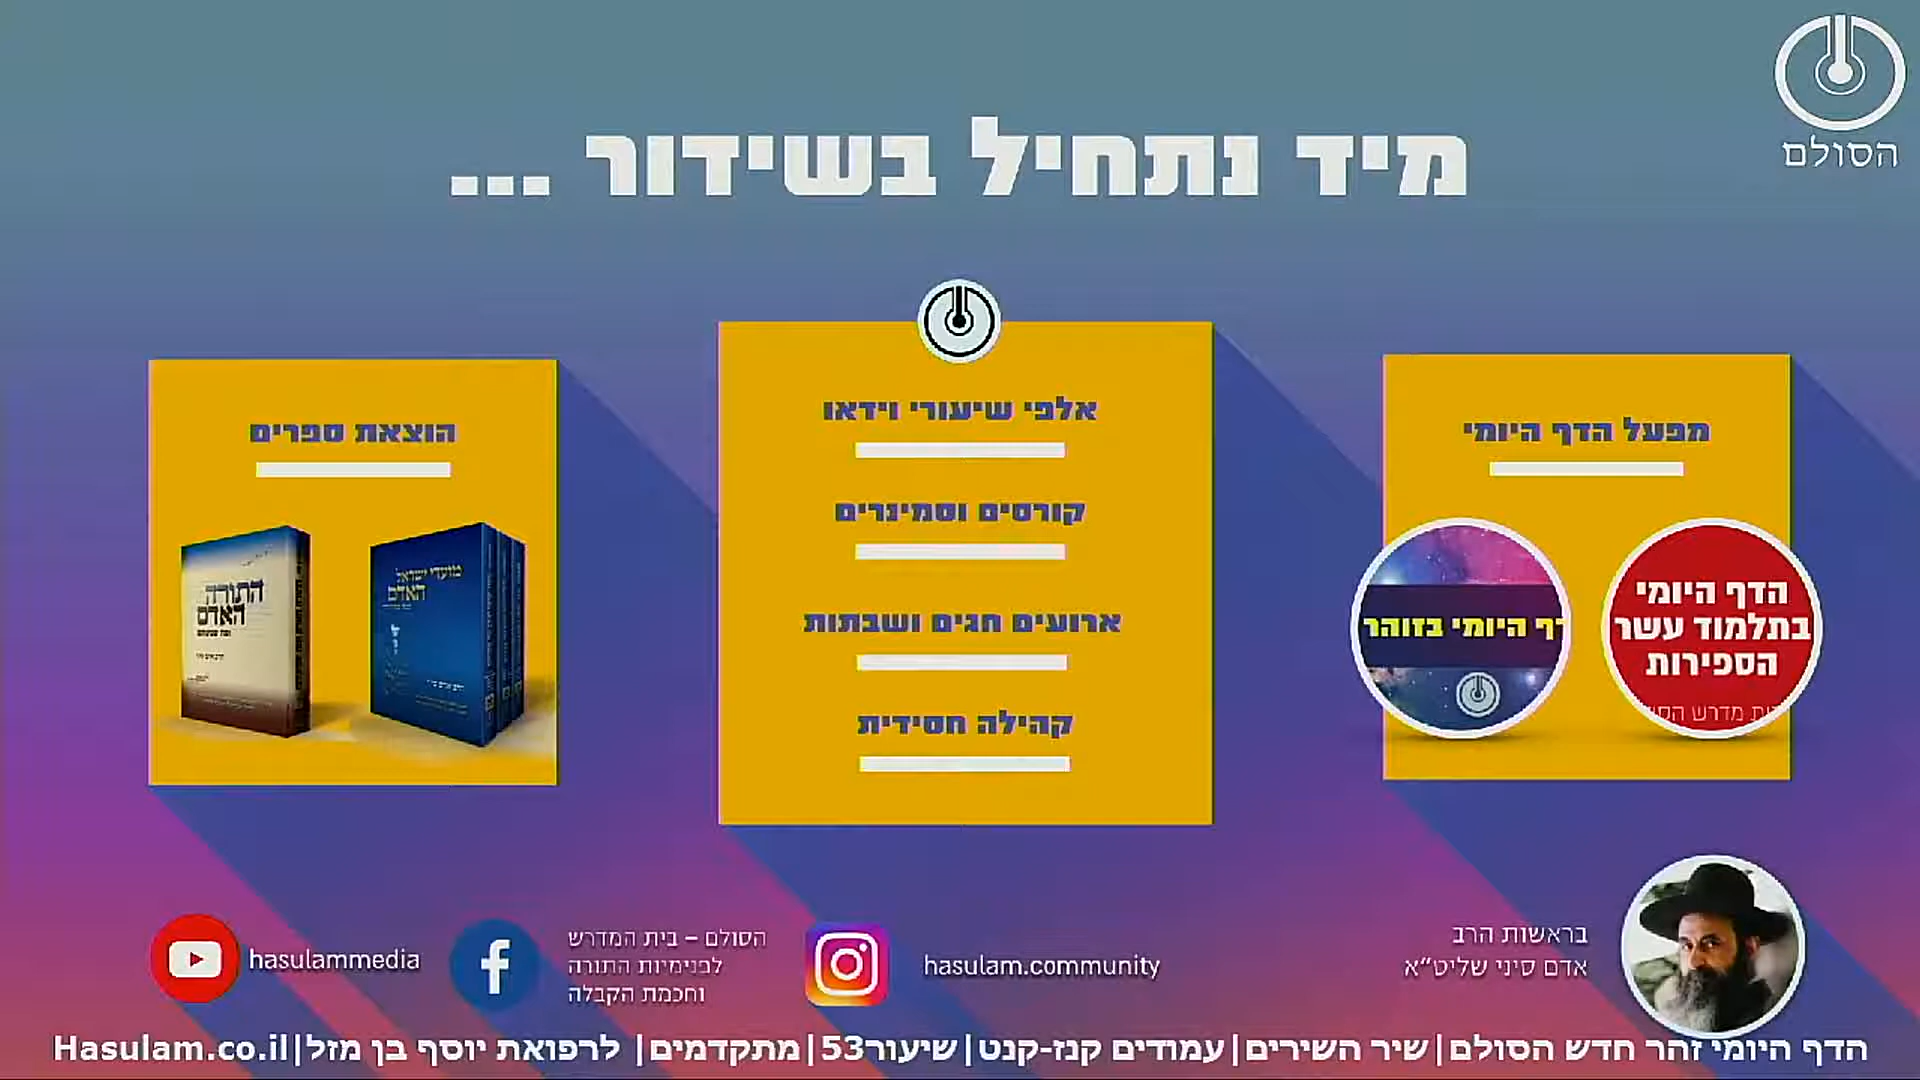 הסולם
מיד נתחיל בשידור ...
מפעל הדף היומי
דף היומי בזוהר
הדף היומי
בתלמוד עשר
הספירות
מדרש
אלפי שיעורי וידאו
קורסים וסמינרים
ארועים חגים ושבתות
קהילה חסידית
הוצאת ספרים
מועדי ישראל
האדם
התורה
האדם
בראשות הרב
אדם סיני שליט״א
hasulam.community
הסולם – בית המדרש
לפנימיות התורה
וחכמת הקבלה
hasulammedia
הדף היומי זהר חדש הסולם|שיר השירים|עמודים קנז-קנט|שיעור53|מתקדמים| לרפואת יוסף בן מזל|Hasulam.co.il